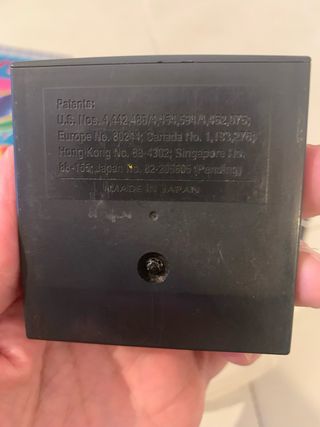 Patents:
U.S. Nos. 4,442,486/4,454,594/4,462,076;
Europe No. 80244; Canada No. 1,183,276;
Hong Kong No. 88-4302; Singapore No.
88-155; Japan No. 82-205605 (Pending)
MADE IN JAPAN